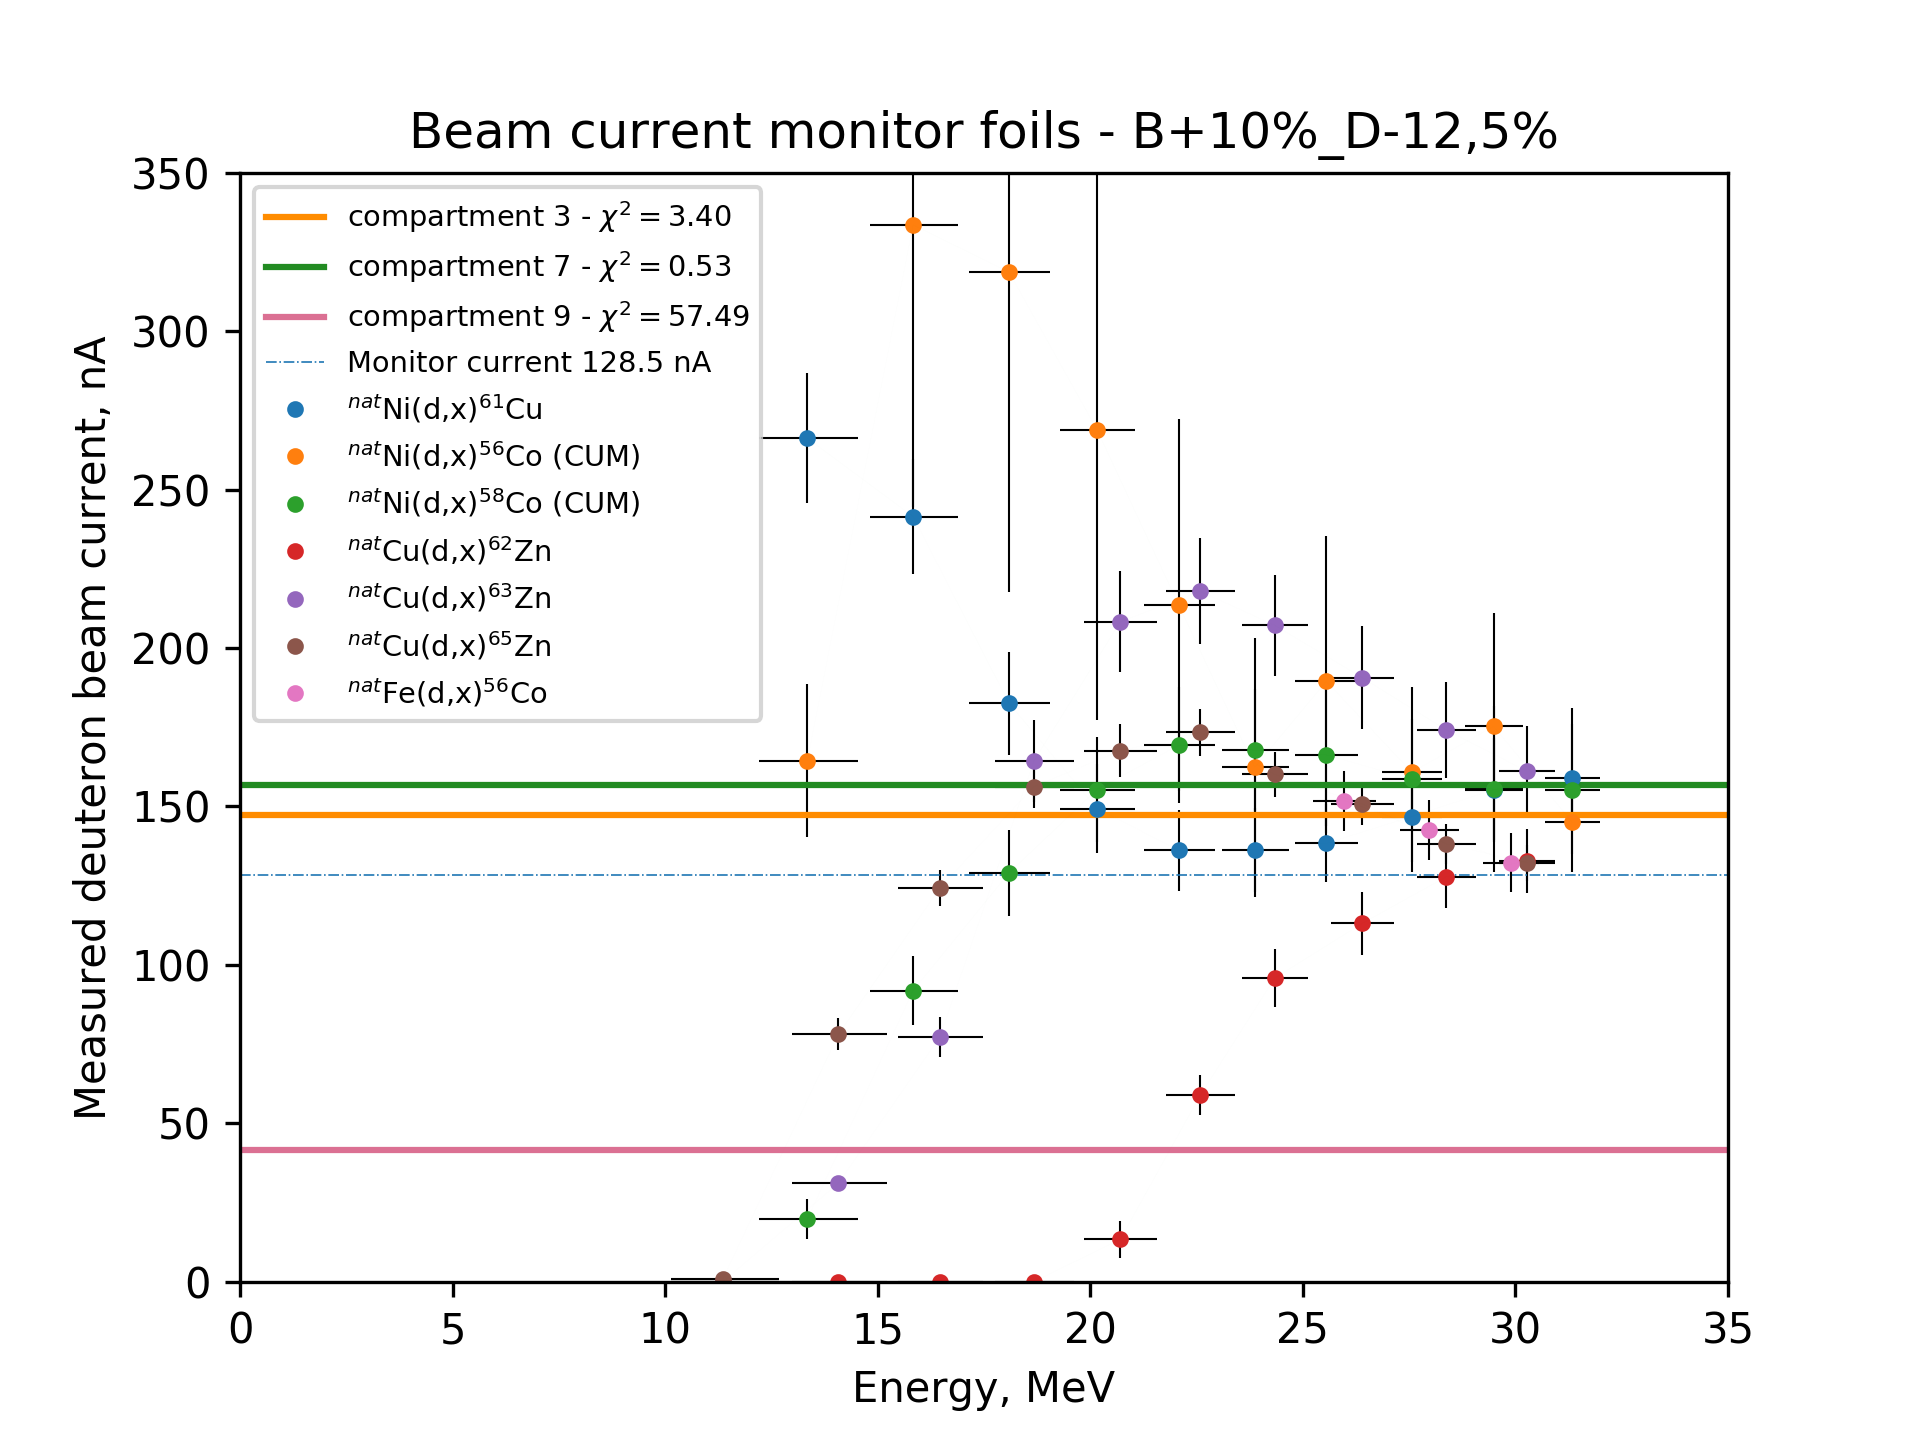 Beam current monitor foils - B+10%_D-12,5%
350
300
250
200
150
100
50
0
Measured deuteron beam current, nA
compartment 3 - χ² = 3.40
compartment 7 - χ² = 0.53
compartment 9 - χ² = 57.49
Monitor current 128.5 nA
ⁿᵃᵗNi(d,x)⁶¹Cu
ⁿᵃᵗNi(d,x)⁵⁶Co (CUM)
ⁿᵃᵗNi(d,x)⁵⁸Co (CUM)
ⁿᵃᵗCu(d,x)⁶²Zn
ⁿᵃᵗCu(d,x)⁶³Zn
ⁿᵃᵗCu(d,x)⁶⁵Zn
ⁿᵃᵗFe(d,x)⁵⁶Co
0 5 10 15 20 25 30 35
Energy, MeV